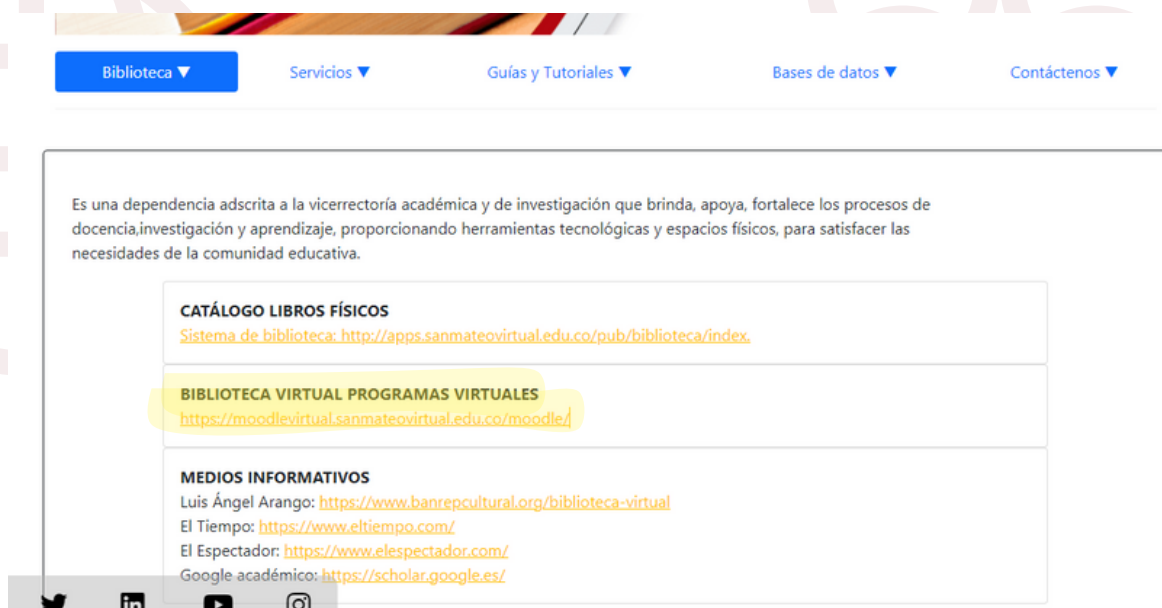 Biblioteca ▼
Servicios ▼
Guías y Tutoriales ▼
Bases de datos ▼
Contáctenos ▼
Es una dependencia adscrita a la vicerrectoría académica y de investigación que brinda, apoya, fortalece los procesos de
docencia,investigación y aprendizaje, proporcionando herramientas tecnológicas y espacios físicos, para satisfacer las
necesidades de la comunidad educativa.
CATÁLOGO LIBROS FÍSICOS
Sistema de biblioteca: http://apps.sanmateovirtual.edu.co/pub/biblioteca/index.
BIBLIOTECA VIRTUAL PROGRAMAS VIRTUALES
https://moodlevirtual.sanmateovirtual.edu.co/moodle/
MEDIOS INFORMATIVOS
Luis Ángel Arango: https://www.banrepcultural.org/biblioteca-virtual
El Tiempo: https://www.eltiempo.com/
El Espectador: https://www.elespectador.com/
Google académico: https://scholar.google.es/